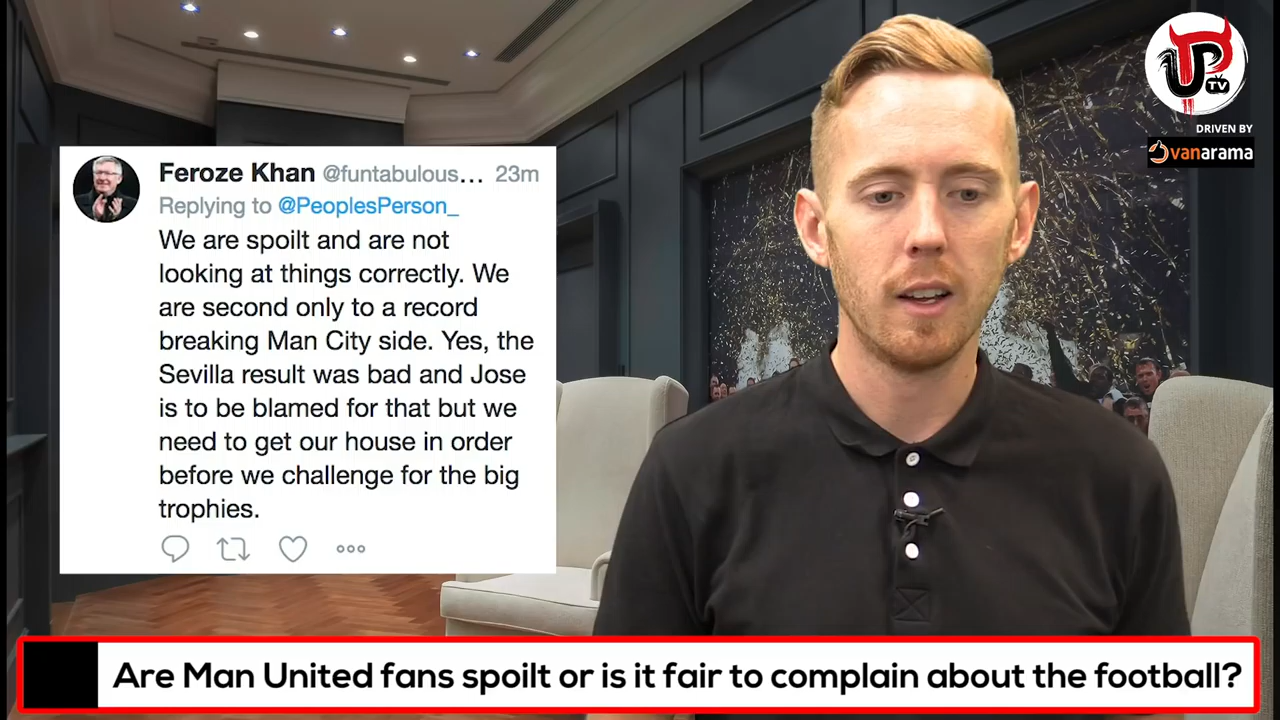 Feroze Khan @funtabulous... 23m
Replying to @PeoplesPerson_
We are spoilt and are not
looking at things correctly. We
are second only to a record
breaking Man City side. Yes, the
Sevilla result was bad and Jose
is to be blamed for that but we
need to get our house in order
before we challenge for the big
trophies.
UP
TV
DRIVEN BY
vanarama
Are Man United fans spoilt or is it fair to complain about the football?